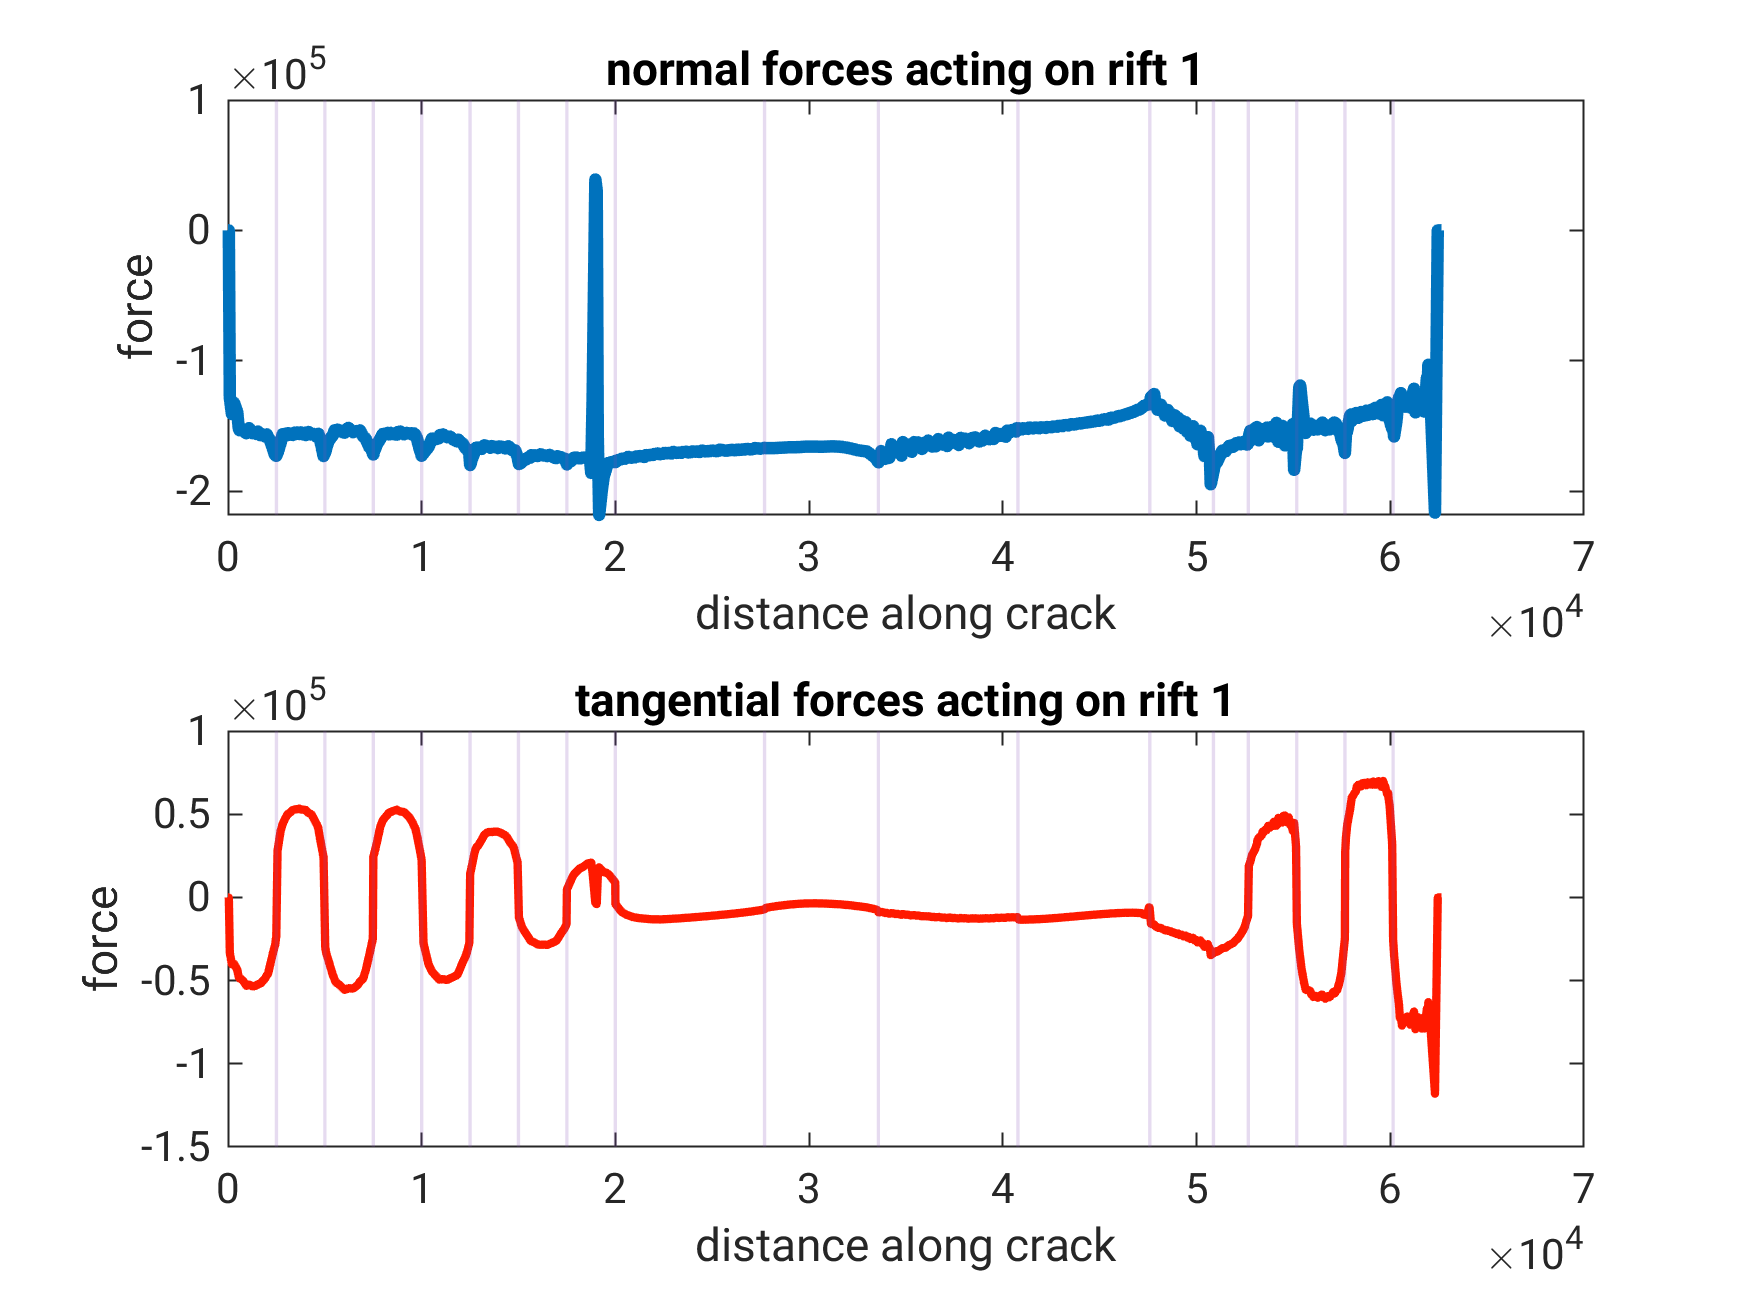 ×10⁵
normal forces acting on rift 1
1
0
-1
-2
force
0 1 2 3 4 5 6 7
distance along crack
×10⁴
×10⁵
tangential forces acting on rift 1
1
0.5
0
-0.5
-1
-1.5
force
0 1 2 3 4 5 6 7
distance along crack
×10⁴